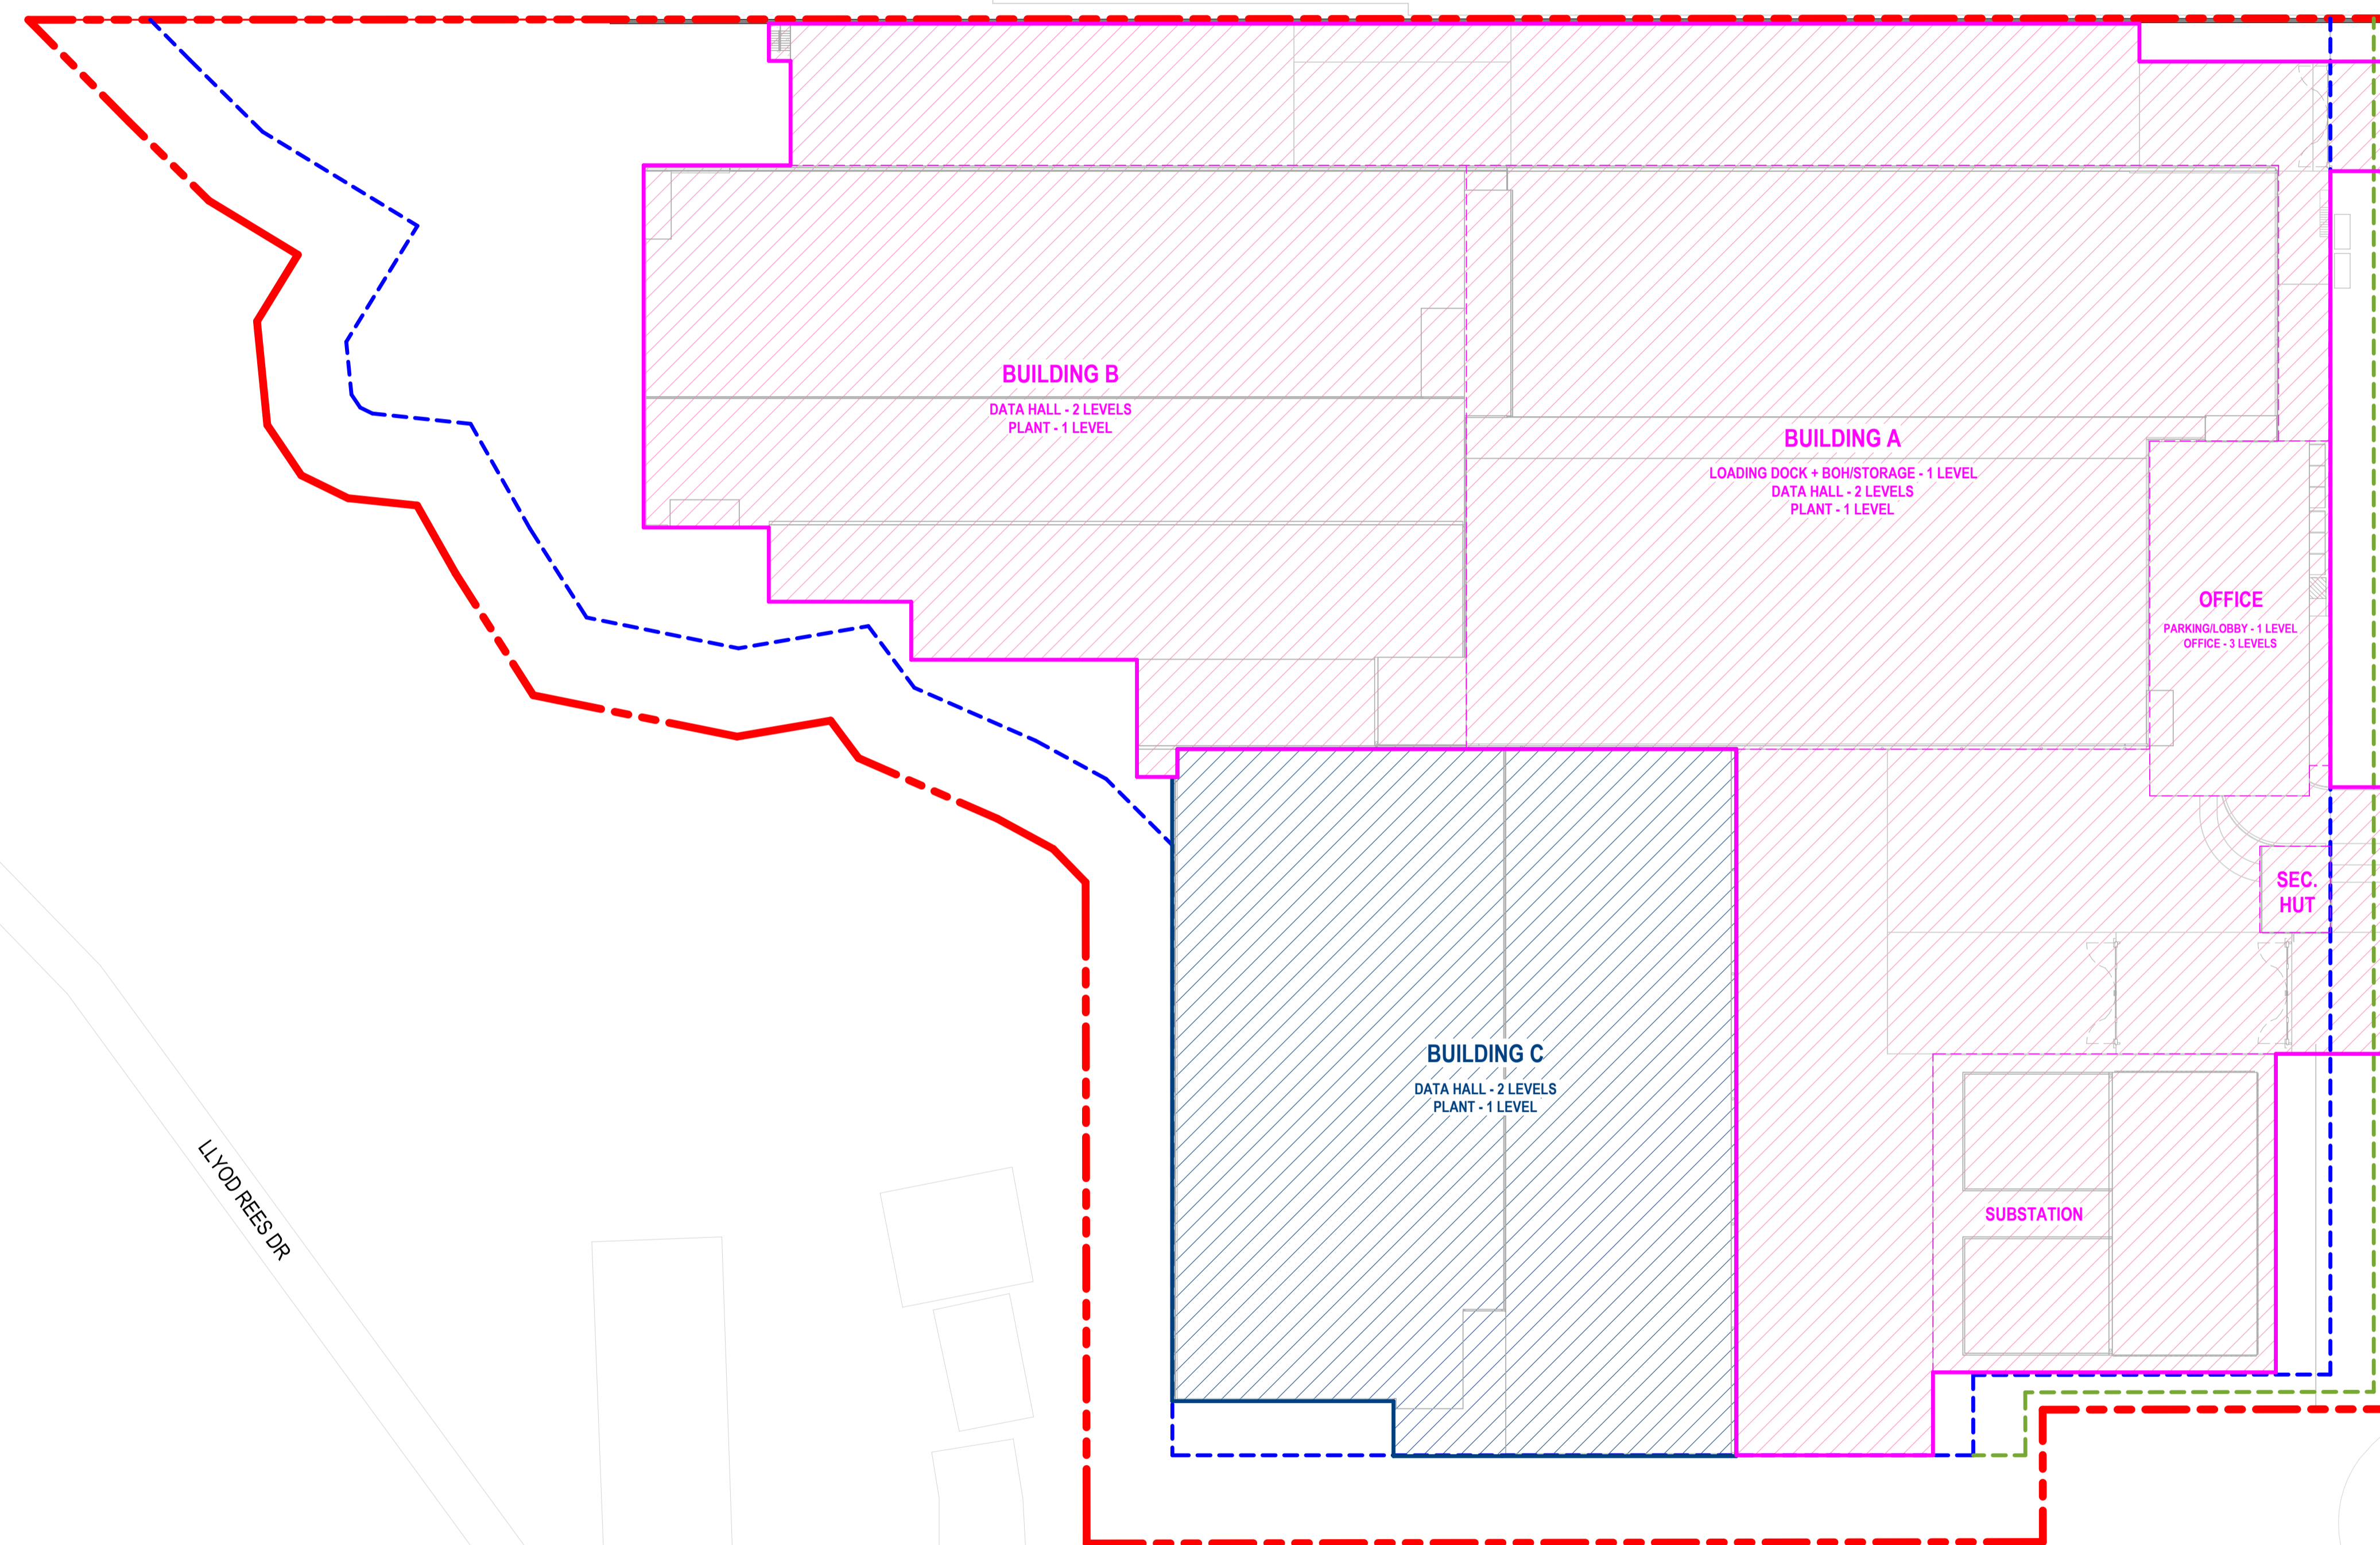 BUILDING B
DATA HALL - 2 LEVELS
PLANT - 1 LEVEL
BUILDING A
LOADING DOCK + BOH/STORAGE - 1 LEVEL
DATA HALL - 2 LEVELS
PLANT - 1 LEVEL
OFFICE
PARKING/LOBBY - 1 LEVEL
OFFICE - 3 LEVELS
SEC.
HUT
BUILDING C
DATA HALL - 2 LEVELS
PLANT - 1 LEVEL
LLYOD REES DR
SUBSTATION